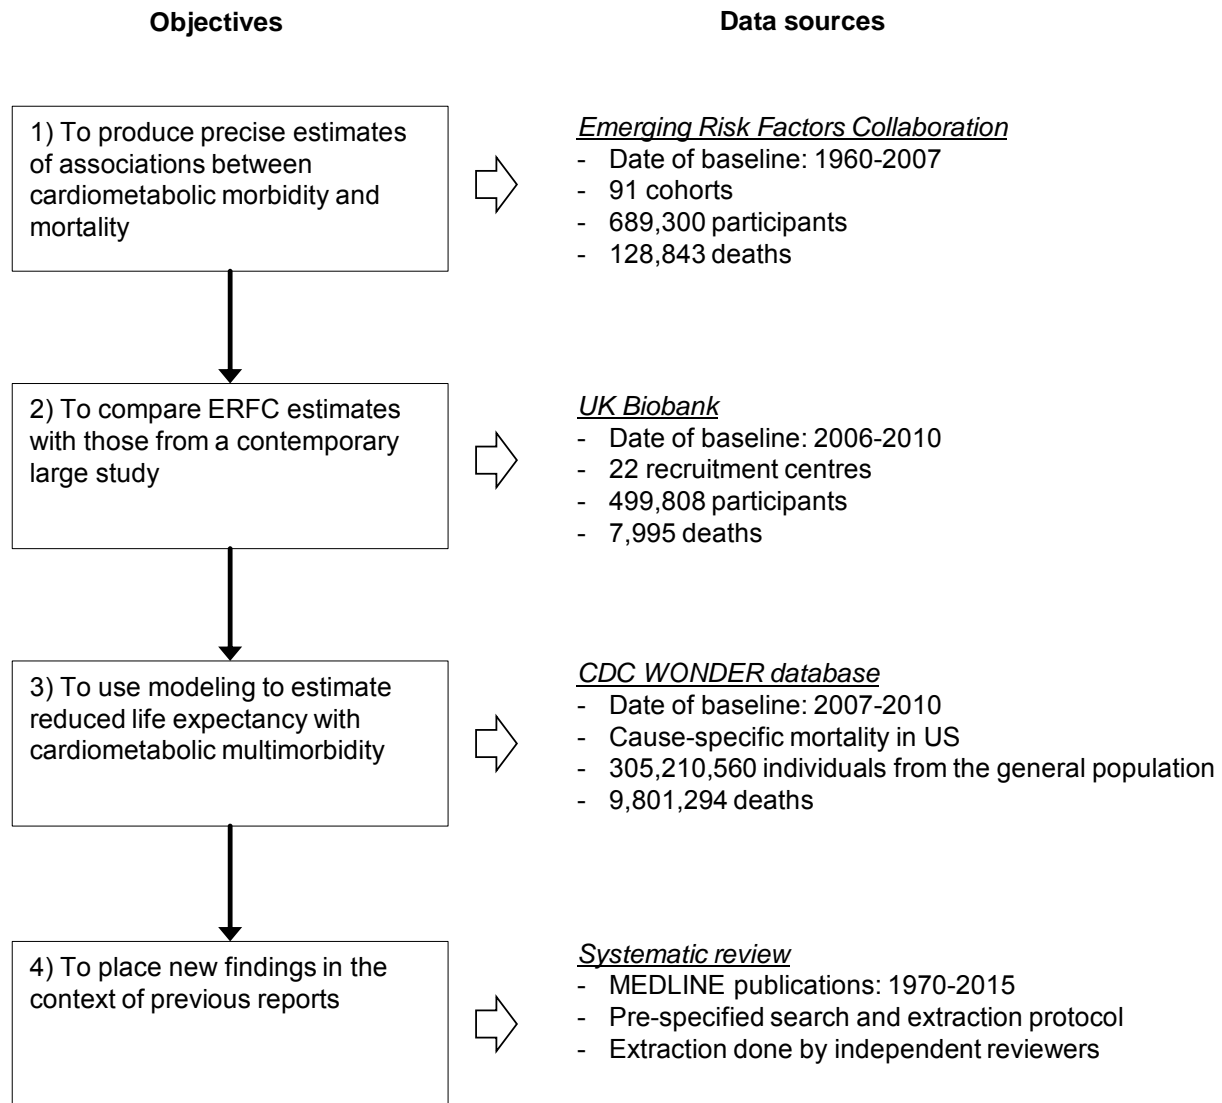 Objectives
Data sources
1) To produce precise estimates
of associations between
cardiometabolic morbidity and
mortality
Emerging Risk Factors Collaboration
- Date of baseline: 1960-2007
- 91 cohorts
- 689,300 participants
- 128,843 deaths
2) To compare ERFC estimates
with those from a contemporary
large study
UK Biobank
- Date of baseline: 2006-2010
- 22 recruitment centres
- 499,808 participants
- 7,995 deaths
3) To use modeling to estimate
reduced life expectancy with
cardiometabolic multimorbidity
CDC WONDER database
- Date of baseline: 2007-2010
- Cause-specific mortality in US
- 305,210,560 individuals from the general population
- 9,801,294 deaths
4) To place new findings in the
context of previous reports
Systematic review
- MEDLINE publications: 1970-2015
- Pre-specified search and extraction protocol
- Extraction done by independent reviewers